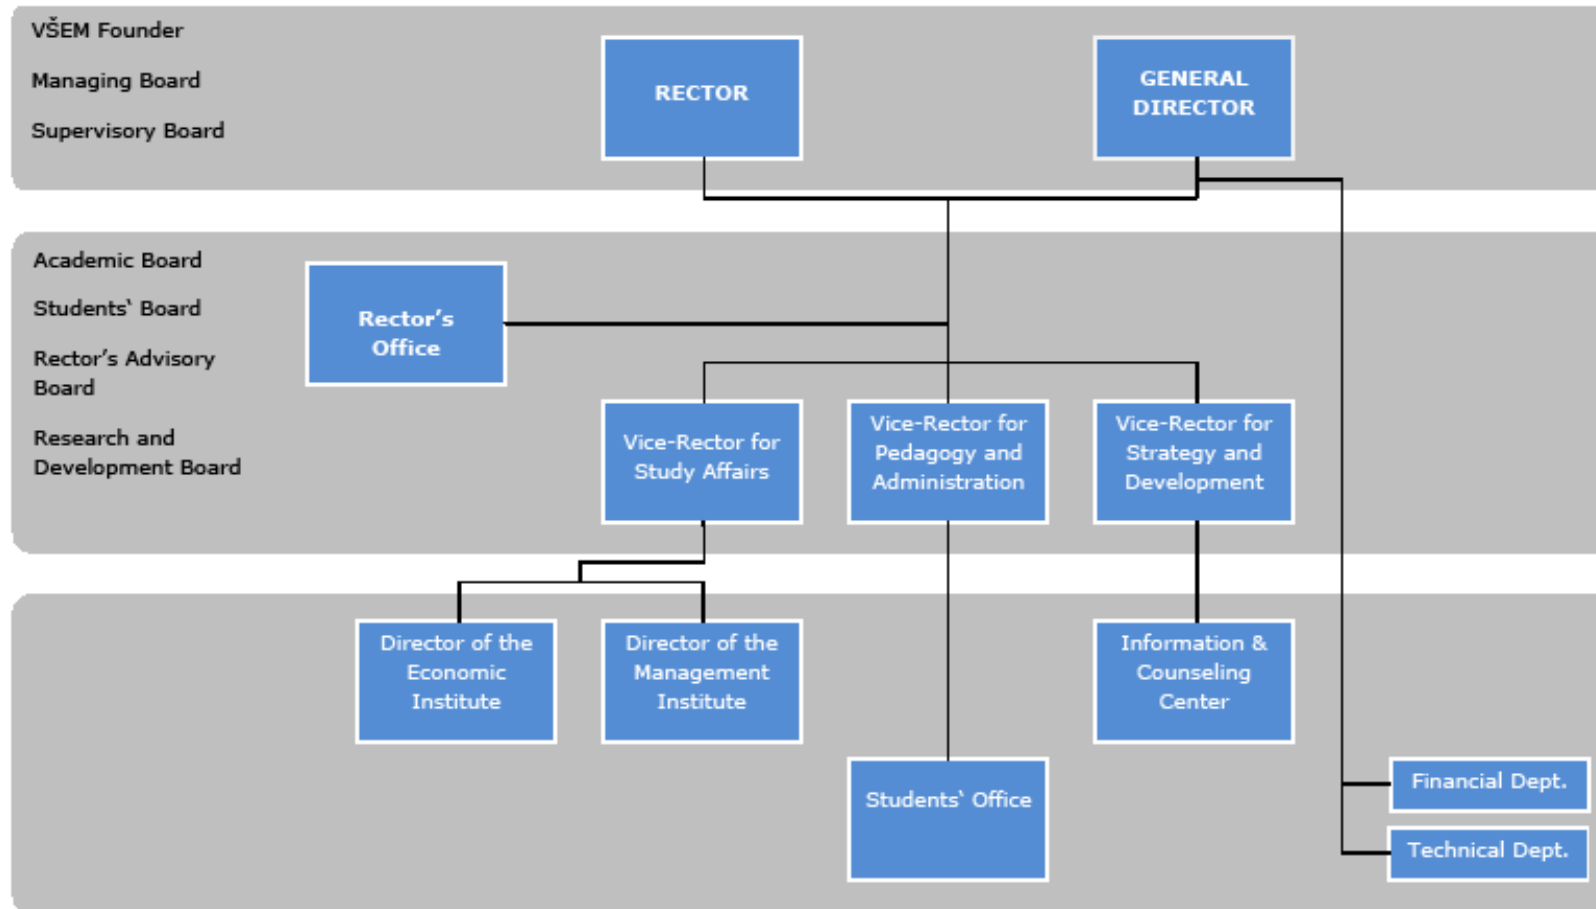 VŠEM Founder
Managing Board
Supervisory Board
RECTOR
GENERAL
DIRECTOR
Academic Board
Students‘ Board
Rector’s Advisory
Board
Research and
Development Board
Rector’s
Office
Vice-Rector for
Study Affairs
Vice-Rector for
Pedagogy and
Administration
Vice-Rector for
Strategy and
Development
Director of the
Economic
Institute
Director of the
Management
Institute
Information &
Counseling
Center
Students‘ Office
Financial Dept.
Technical Dept.